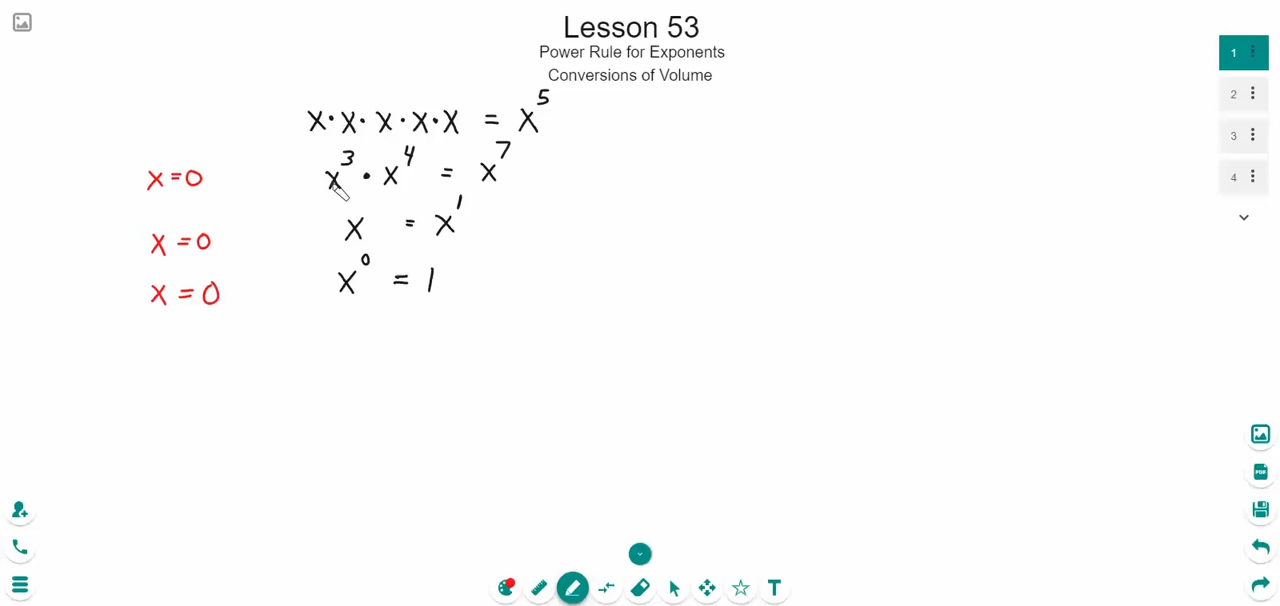 Lesson 53
Power Rule for Exponents
Conversions of Volume
x · x · x · x · x = x⁵
x³ · x⁴ = x⁷
x = 0
x = x¹
x = 0
x⁰ = 1
x = 0
1
2
3
4
PDF
T